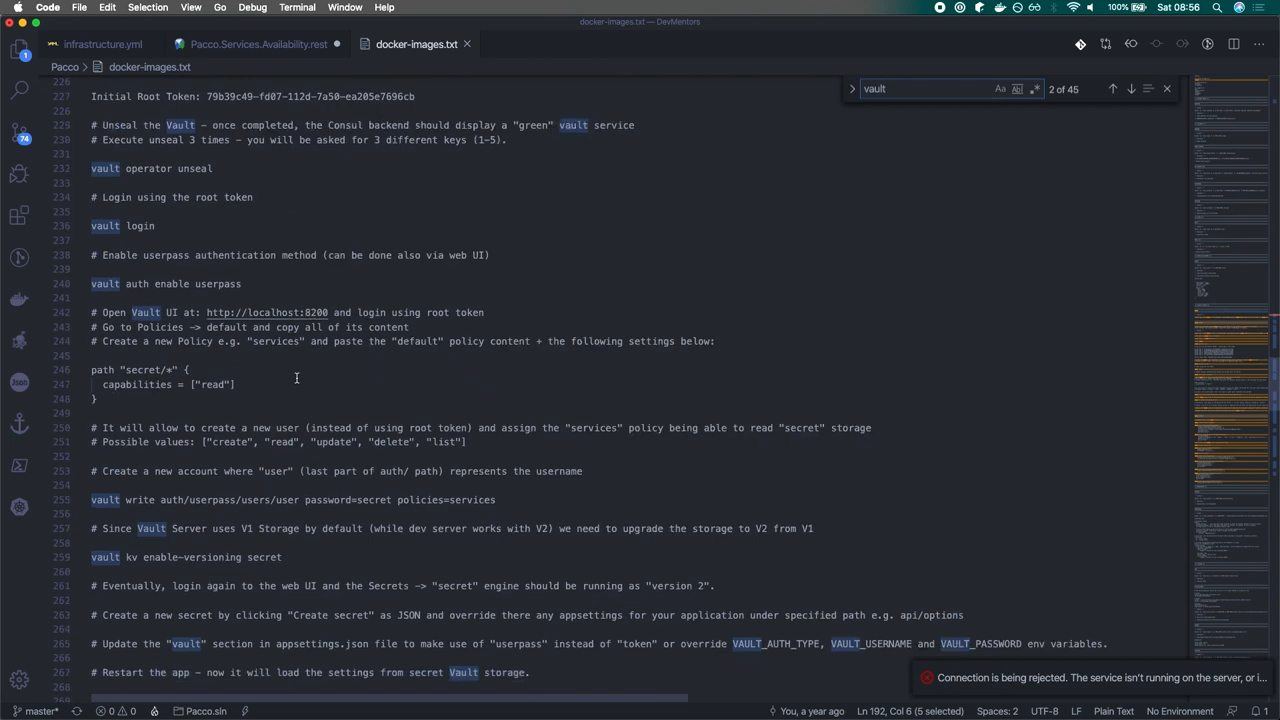 Code File Edit Selection View Go Debug Terminal Window Help
100% Sat 08:56
docker-images.txt — DevMentors
infrastructure.yml
Pacco.Services.Availability.rest
docker-images.txt
Pacco > docker-images.txt
vault
2 of 45
226
227 Initial Root Token: 79b39c49-fd07-112d-7a50-ea205e7696cb
228
229 # Unseal the Vault - once completed, the Consul backend should display "green" vault service
230 # Execute unseal 3 times - you will be asked for 3 different keys [1-5]
231
232 vault operator unseal
233
234 # Login using the root token
235
236 vault login
237
238 # Enable userpass authentication method (can be done also via web UI)
239
240 vault auth enable userpass
241
242 # Open Vault UI at: http://localhost:8200 and login using root token
243 # Go to Policies -> default and copy all its content
244 # Create a new Policy e.g. "services" and paste the "default" policy content + the following settings below:
245
246 path "secret/*" {
247 capabilities = ["read"]
248 }
249
250 # It will allow to create a new user (instead of using root token) and assign the "services" policy being able to read "secret" storage
251 # Possible values: ["create", "read", "update", "delete", "list"]
252
253 # Create a new account where "user" (last part of auth/ path) represents the username
254
255 vault write auth/userpass/users/user password=secret policies=services
256
257 # Since Vault Server uses V1 Storage by default (while dev server works with V2) we need to upgrade the storage to V2 from V1
258
259 vault kv enable-versioning secret
260
261 # Eventually, login again to the web UI and the Secrets -> "secret" engine should be running as "version 2".
262
263 # Create a new secret by clicking "Create secret" -> JSON and paste the whole appsettings for your application under specified path e.g. api/settings
264
265 # Update the "vault" section in appsettings file to make use of "userpass" authentication instead of "token" or override VAULT_AUTH_TYPE, VAULT_USERNAME and VAULT_PASSWORD env variables.
266
267 # Start the app - now it will load the settings from secret Vault storage.
268
1
74
Json
Connection is being rejected. The service isn't running on the server, or i...
master* 0 0 Pacco.sln You, a year ago Ln 192, Col 6 (5 selected) Spaces: 2 UTF-8 LF Plain Text No Environment 1